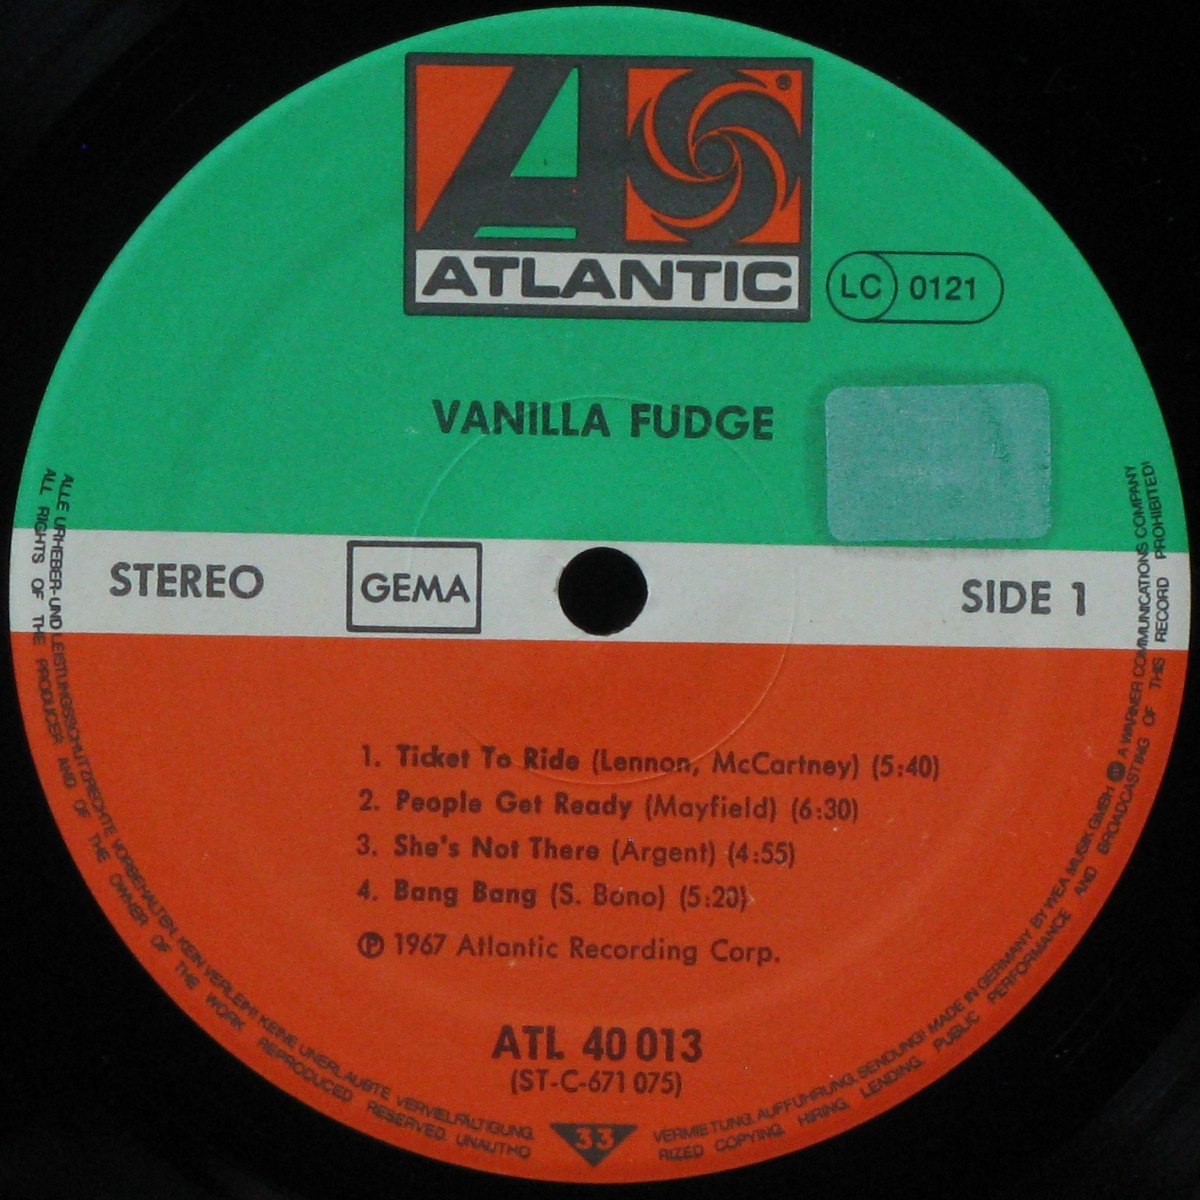 ATLANTIC ®
LC 0121
VANILLA FUDGE
STEREO
GEMA
SIDE 1
1. Ticket To Ride (Lennon, McCartney) (5:40)
2. People Get Ready (Mayfield) (6:30)
3. She's Not There (Argent) (4:55)
4. Bang Bang (S. Bono) (5:20)
℗ 1967 Atlantic Recording Corp.
ATL 40 013
(ST-C-671 075)
33
ALLE URHEBER- UND LEISTUNGSSCHUTZRECHTE VORBEHALTEN. KEIN VERLEIH! KEINE UNERLAUBTE VERVIELFÄLTIGUNG, VERMIETUNG, AUFFÜHRUNG, SENDUNG! MADE IN GERMANY BY WEA MUSIK GMBH A WARNER COMMUNICATIONS COMPANY
ALL RIGHTS OF THE PRODUCER AND OF THE OWNER OF THE WORK REPRODUCED RESERVED. UNAUTHORIZED COPYING, HIRING, LENDING, PUBLIC PERFORMANCE AND BROADCASTING OF THIS RECORD PROHIBITED!